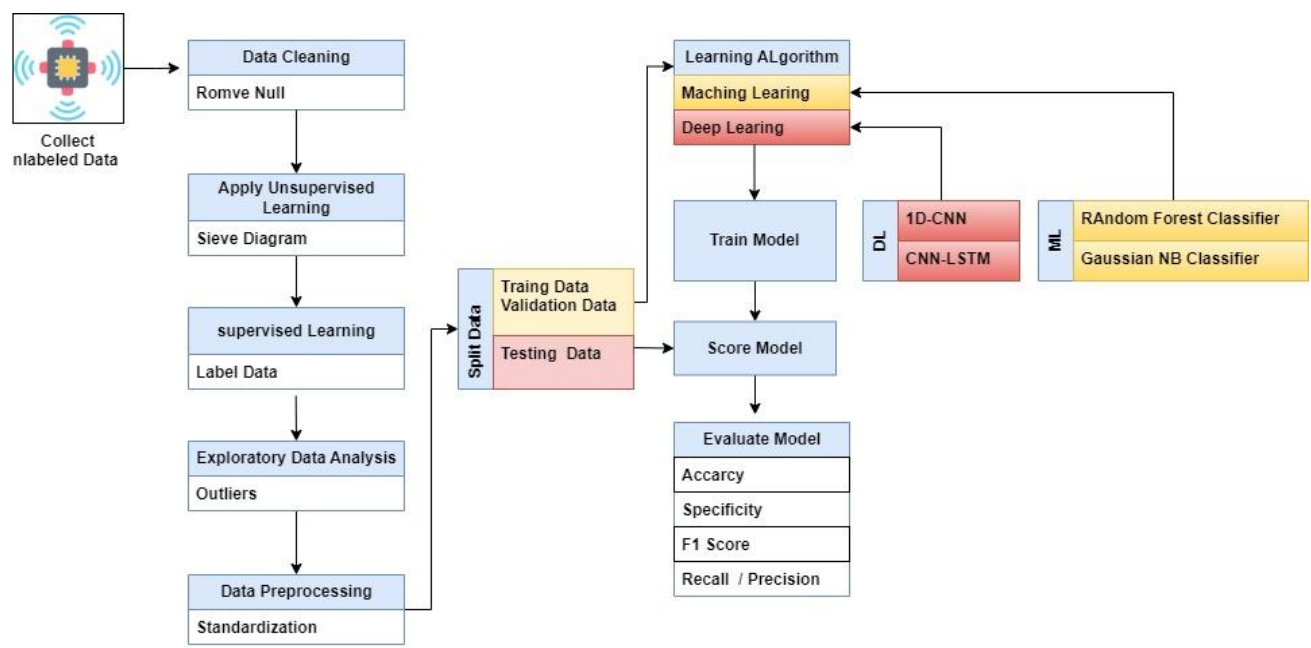 Collect
nlabeled Data
Data Cleaning
Romve Null
Apply Unsupervised
Learning
Sieve Diagram
supervised Learning
Label Data
Exploratory Data Analysis
Outliers
Data Preprocessing
Standardization
Split Data
Traing Data
Validation Data
Testing Data
Learning ALgorithm
Maching Learing
Deep Learing
Train Model
Score Model
Evaluate Model
Accarcy
Specificity
F1 Score
Recall / Precision
DL
1D-CNN
CNN-LSTM
ML
RAndom Forest Classifier
Gaussian NB Classifier